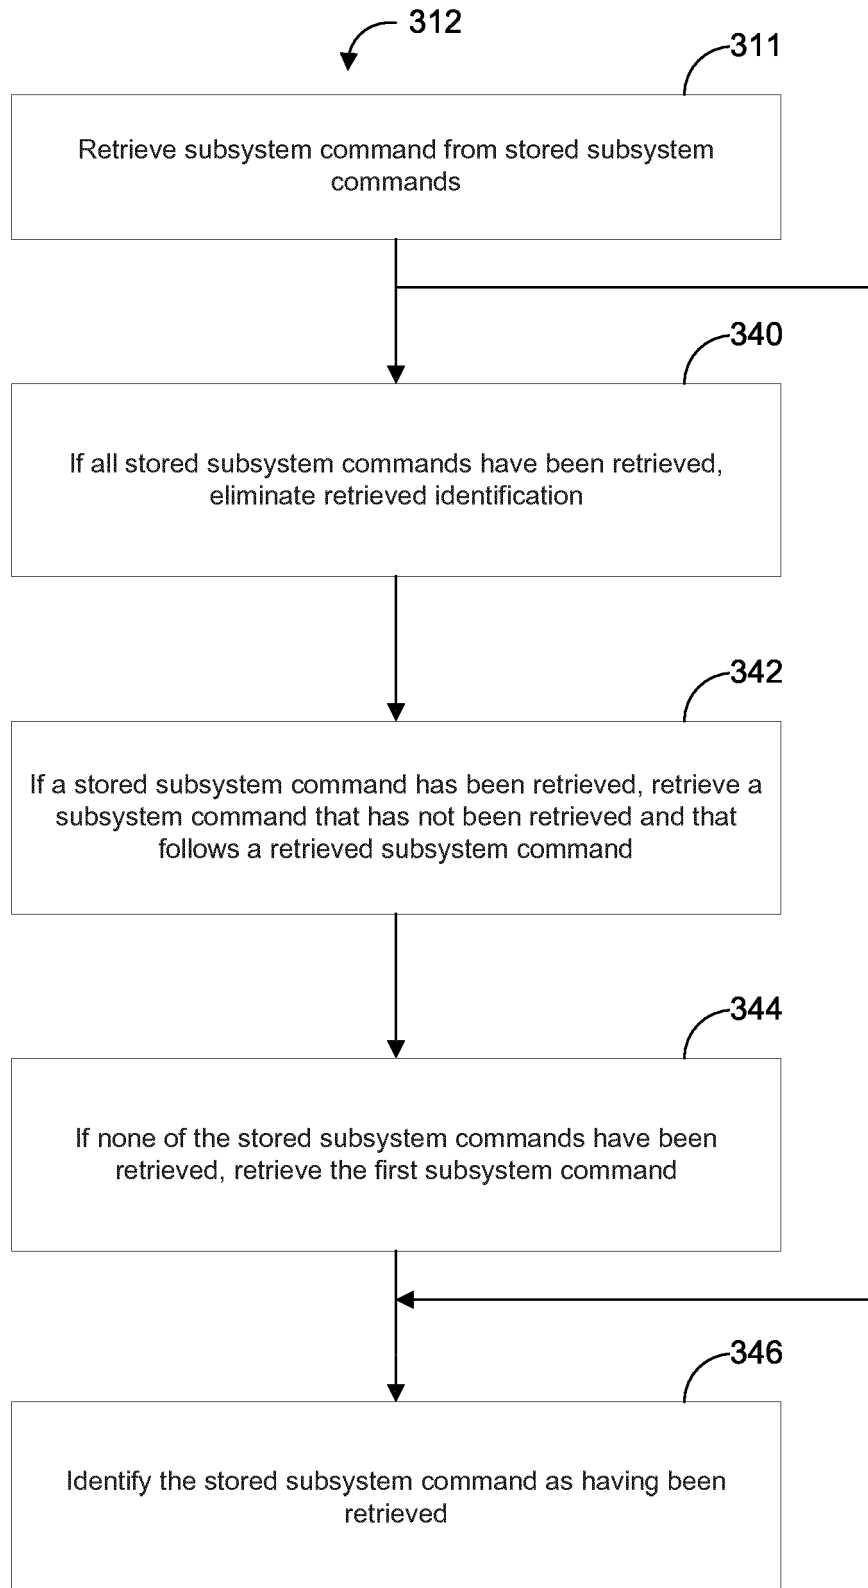 312
311
Retrieve subsystem command from stored subsystem
commands
340
If all stored subsystem commands have been retrieved,
eliminate retrieved identification
342
If a stored subsystem command has been retrieved, retrieve a
subsystem command that has not been retrieved and that
follows a retrieved subsystem command
344
If none of the stored subsystem commands have been
retrieved, retrieve the first subsystem command
346
Identify the stored subsystem command as having been
retrieved